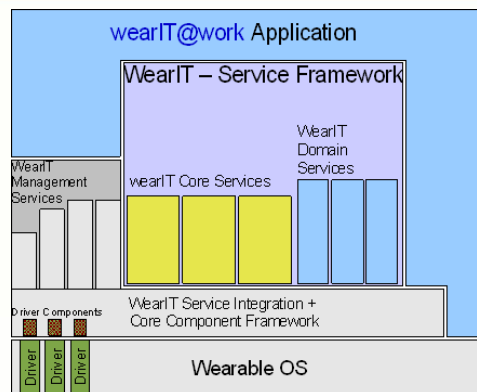 wearIT@work Application
WearIT – Service Framework
WearIT
Domain
Services
WearIT
Management
Services
wearIT Core Services
WearIT Service Integration +
Core Component Framework
Driver Components
Driver
Driver
Driver
Wearable OS